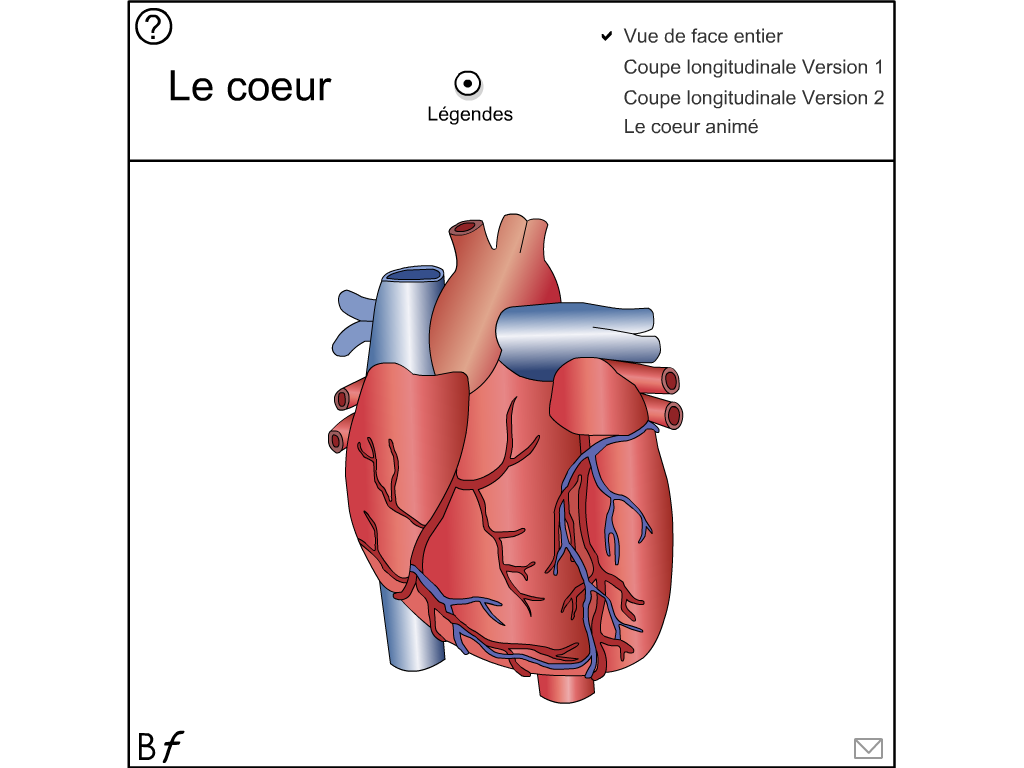 ?
Le coeur
Légendes
✔ Vue de face entier
Coupe longitudinale Version 1
Coupe longitudinale Version 2
Le coeur animé
Bf